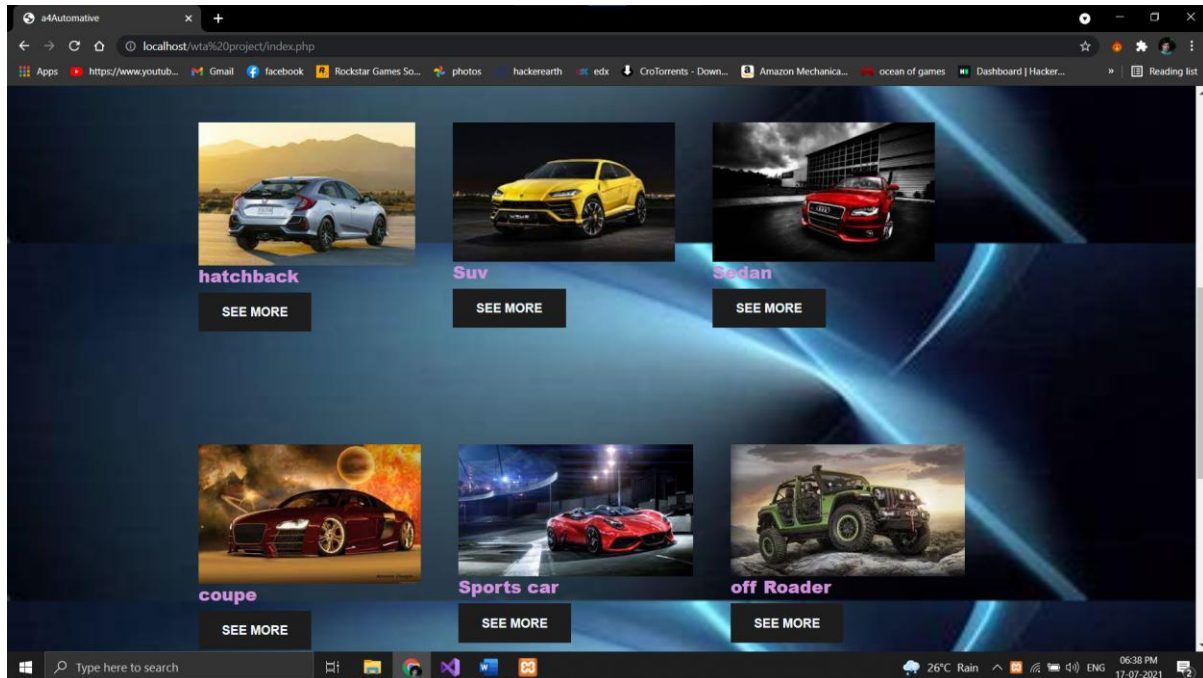 a4Automative
localhost/wta%20project/index.php
Apps https://www.youtub... Gmail facebook Rockstar Games So... photos hackerearth edx CroTorrents - Down... Amazon Mechanica... ocean of games Dashboard | Hacker... » Reading list
hatchback Suv Sedan
SEE MORE SEE MORE SEE MORE
coupe Sports car off Roader
SEE MORE SEE MORE SEE MORE
Type here to search 26°C Rain ENG 06:38 PM
17-07-2021